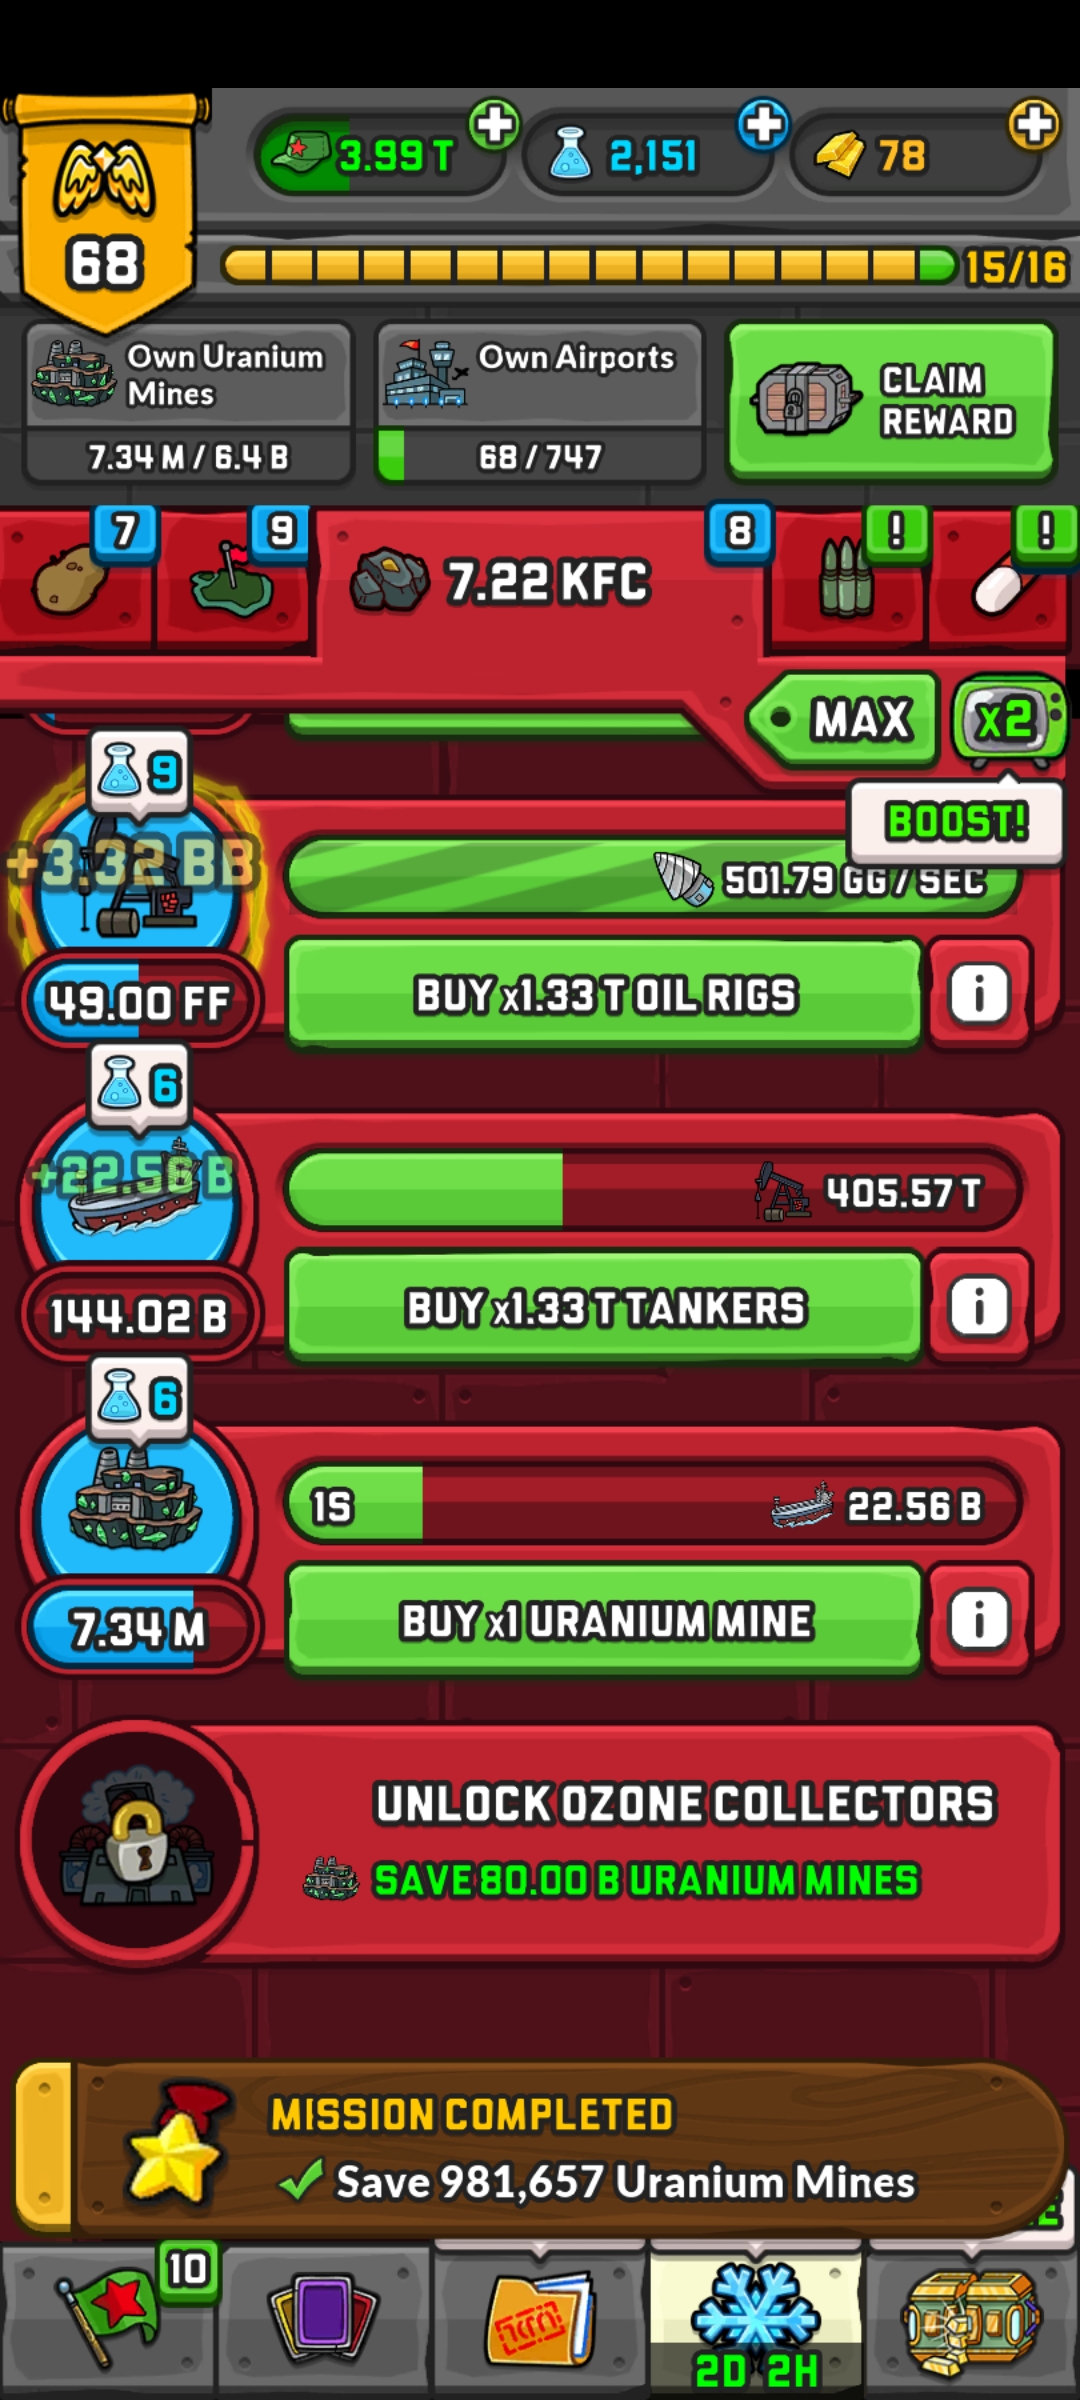 3.99 T
2,151
78
68
15/16
Own Uranium
Mines
7.34 M / 6.4 B
Own Airports
68 / 747
CLAIM
REWARD
7
9
7.22 KFC
8
!
!
MAX
x2
BOOST!
9
+3.32 BB
501.79 GG / SEC
49.00 FF
BUY x1.33 T OIL RIGS
i
6
+22.56 B
405.57 T
144.02 B
BUY x1.33 T TANKERS
i
6
1S
22.56 B
7.34 M
BUY x1 URANIUM MINE
i
UNLOCK OZONE COLLECTORS
SAVE 80.00 B URANIUM MINES
MISSION COMPLETED
Save 981,657 Uranium Mines
10
2D 2H